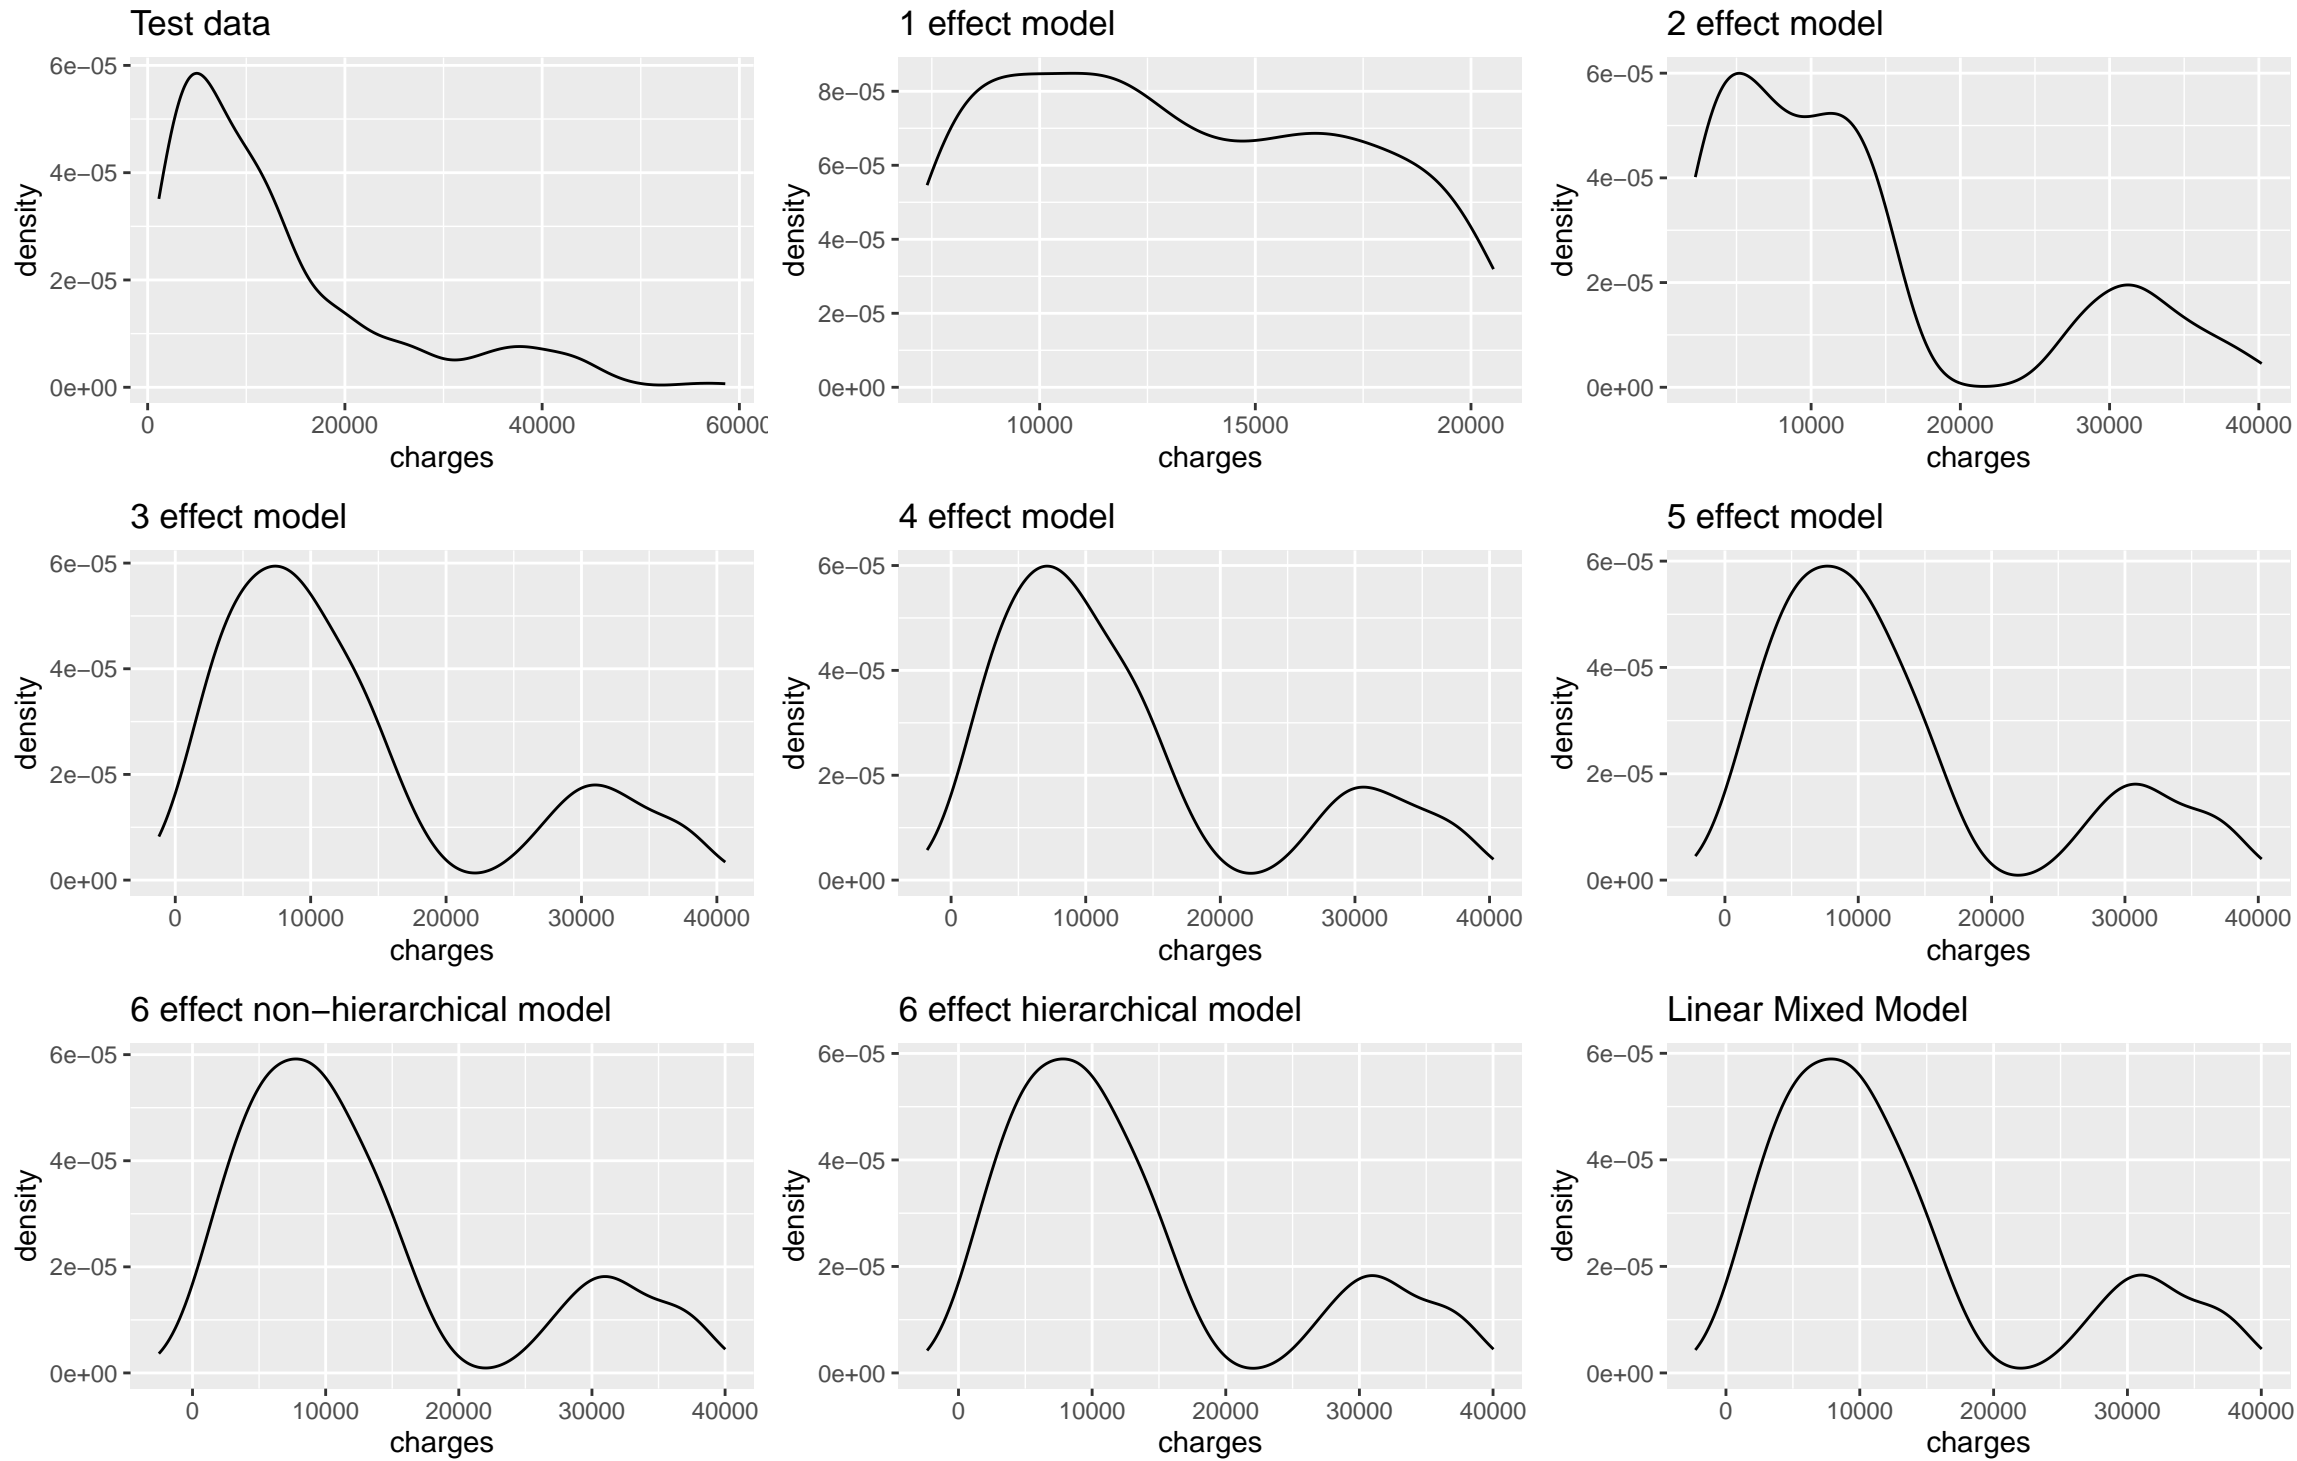 Test data
1 effect model
2 effect model
density
6e−05
4e−05
2e−05
0e+00
0 20000 40000 60000
charges
density
8e−05
6e−05
4e−05
2e−05
0e+00
10000 15000 20000
charges
density
6e−05
4e−05
2e−05
0e+00
10000 20000 30000 40000
charges
3 effect model
4 effect model
5 effect model
density
6e−05
4e−05
2e−05
0e+00
0 10000 20000 30000 40000
charges
density
6e−05
4e−05
2e−05
0e+00
0 10000 20000 30000 40000
charges
density
6e−05
4e−05
2e−05
0e+00
0 10000 20000 30000 40000
charges
6 effect non−hierarchical model
6 effect hierarchical model
Linear Mixed Model
density
6e−05
4e−05
2e−05
0e+00
0 10000 20000 30000 40000
charges
density
6e−05
4e−05
2e−05
0e+00
0 10000 20000 30000 40000
charges
density
6e−05
4e−05
2e−05
0e+00
0 10000 20000 30000 40000
charges